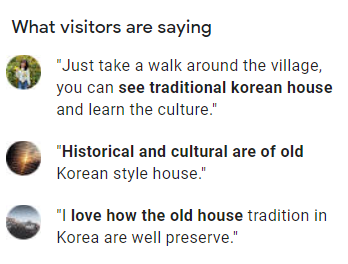 What visitors are saying
"Just take a walk around the village,
you can see traditional korean house
and learn the culture."
"Historical and cultural are of old
Korean style house."
"I love how the old house tradition in
Korea are well preserve."